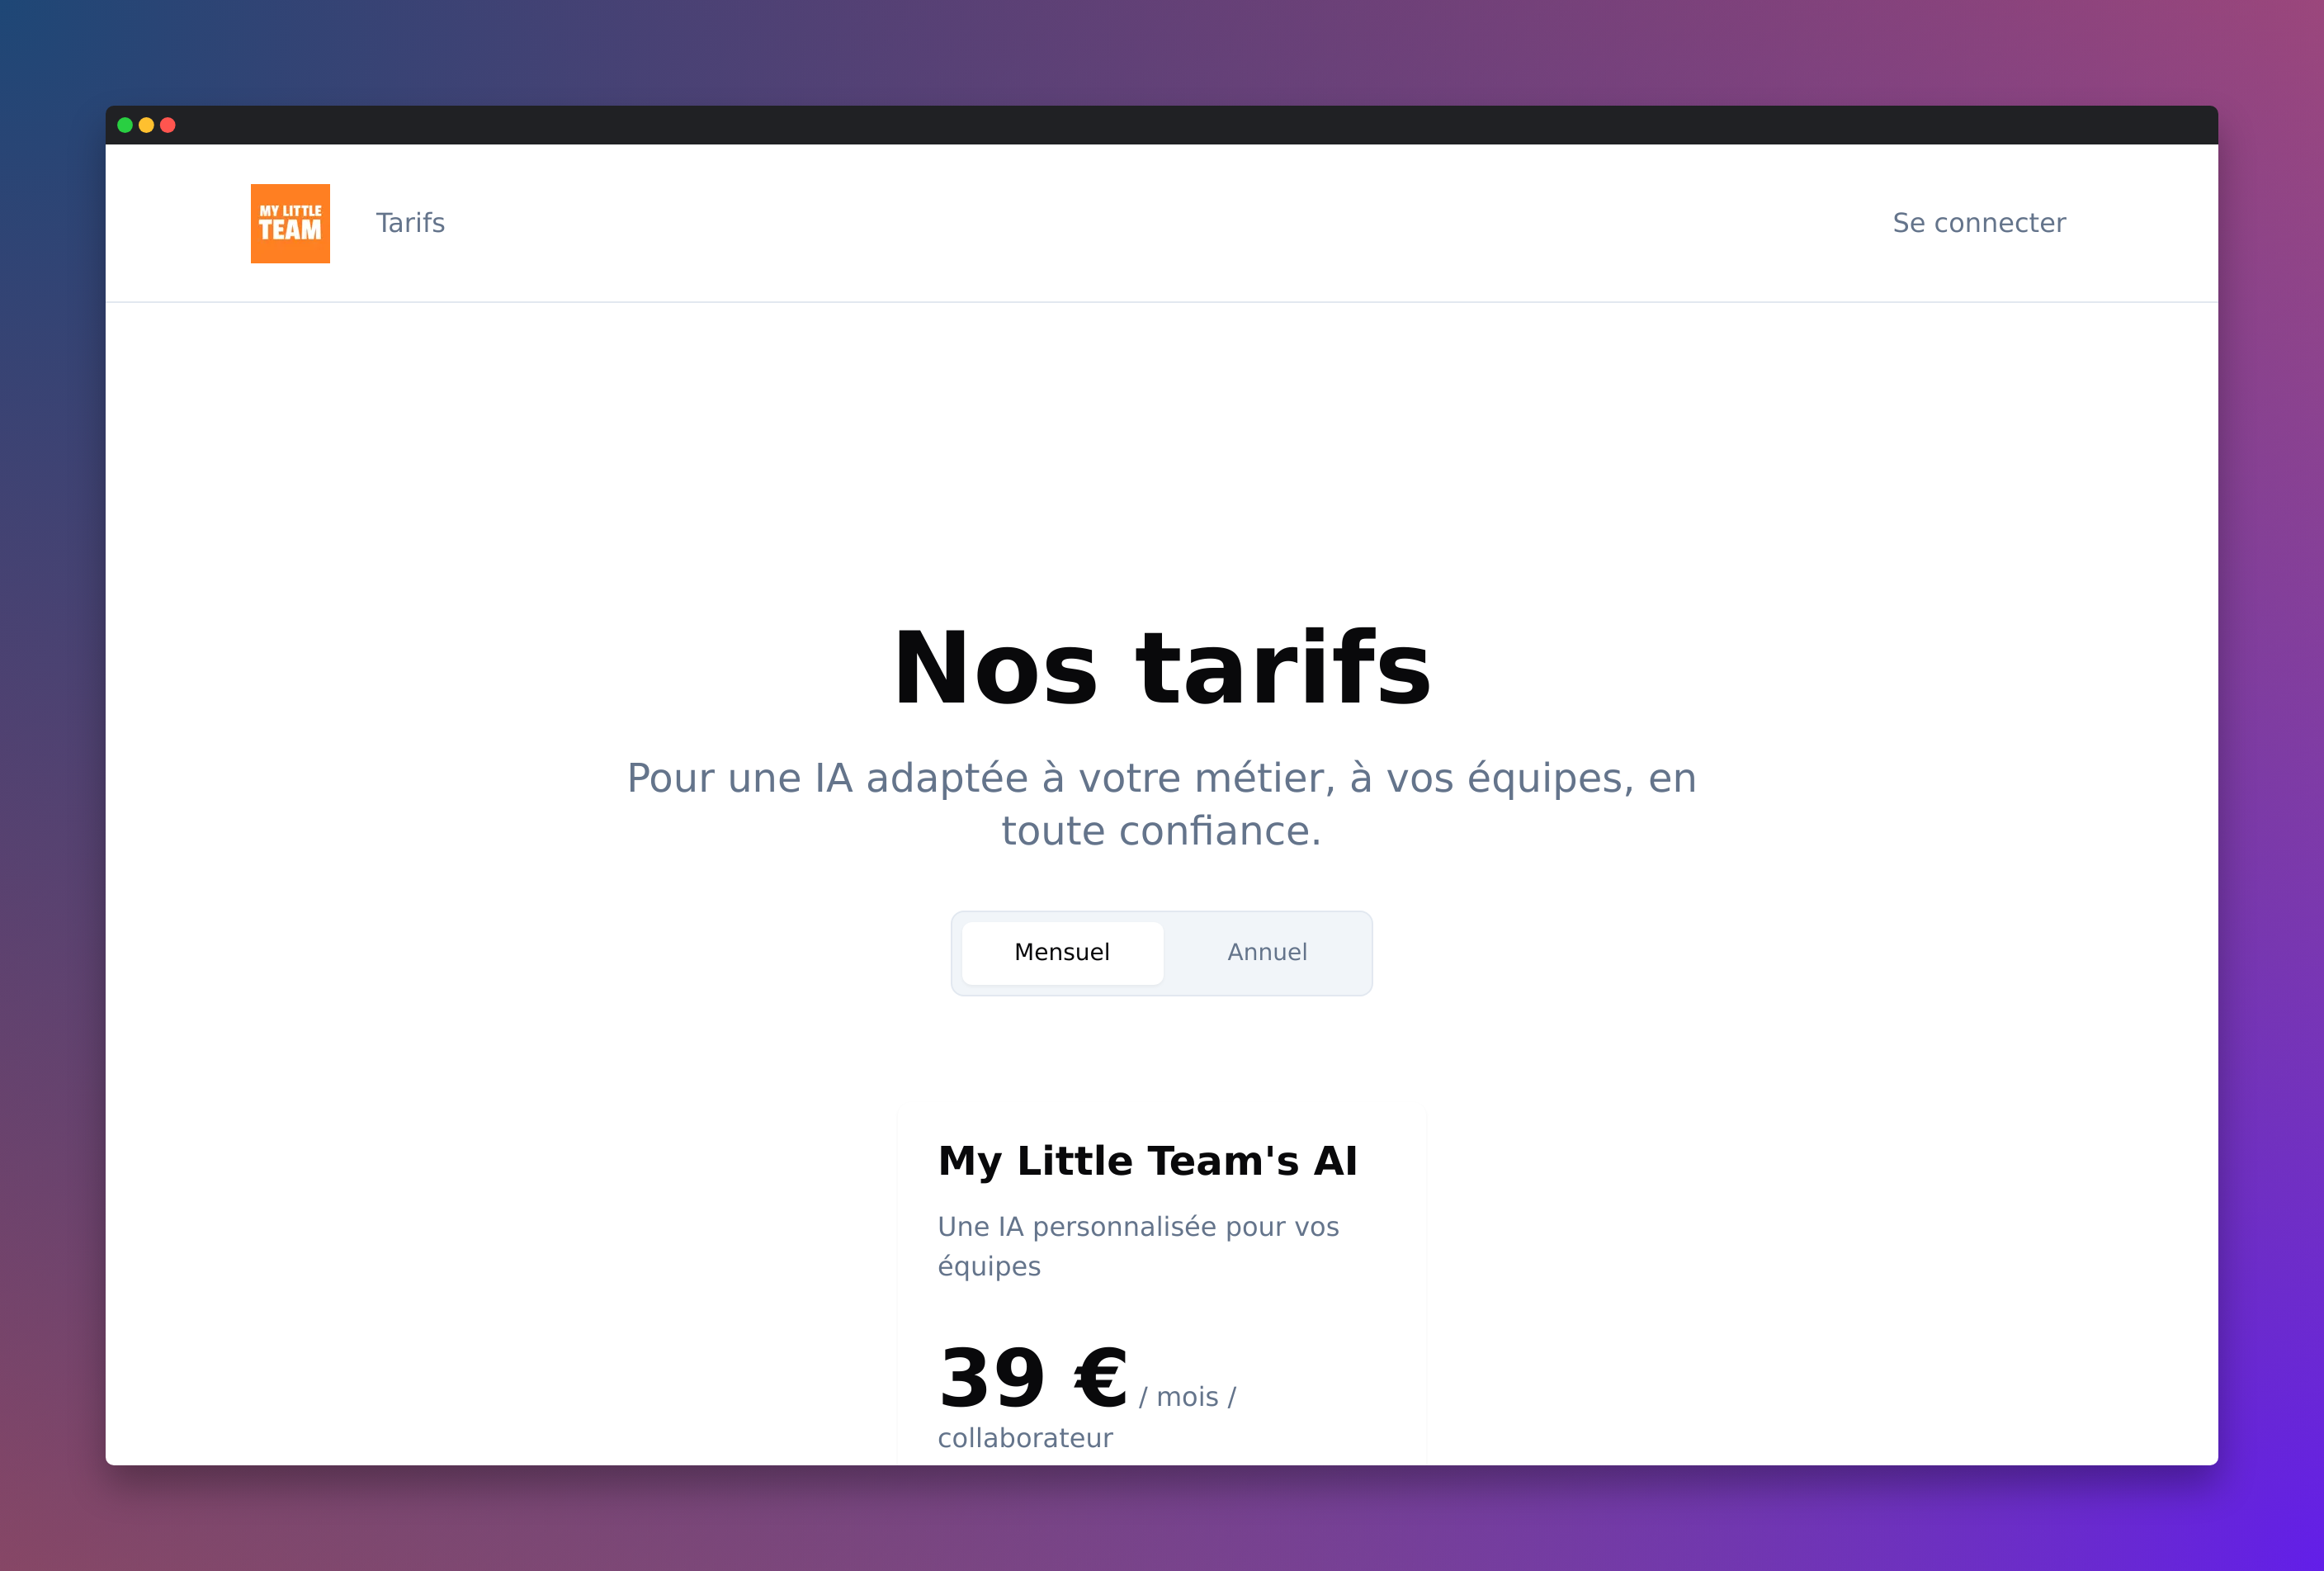 MY LITTLE
TEAM
Tarifs
Se connecter
Nos tarifs
Pour une IA adaptée à votre métier, à vos équipes, en
toute confiance.
Mensuel
Annuel
My Little Team's AI
Une IA personnalisée pour vos
équipes
39 € / mois /
collaborateur